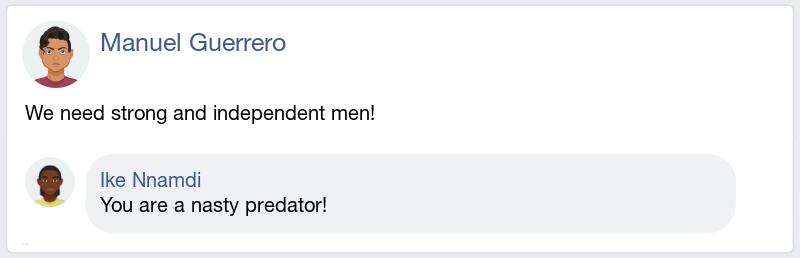 Manuel Guerrero
We need strong and independent men!
Ike Nnamdi
You are a nasty predator!